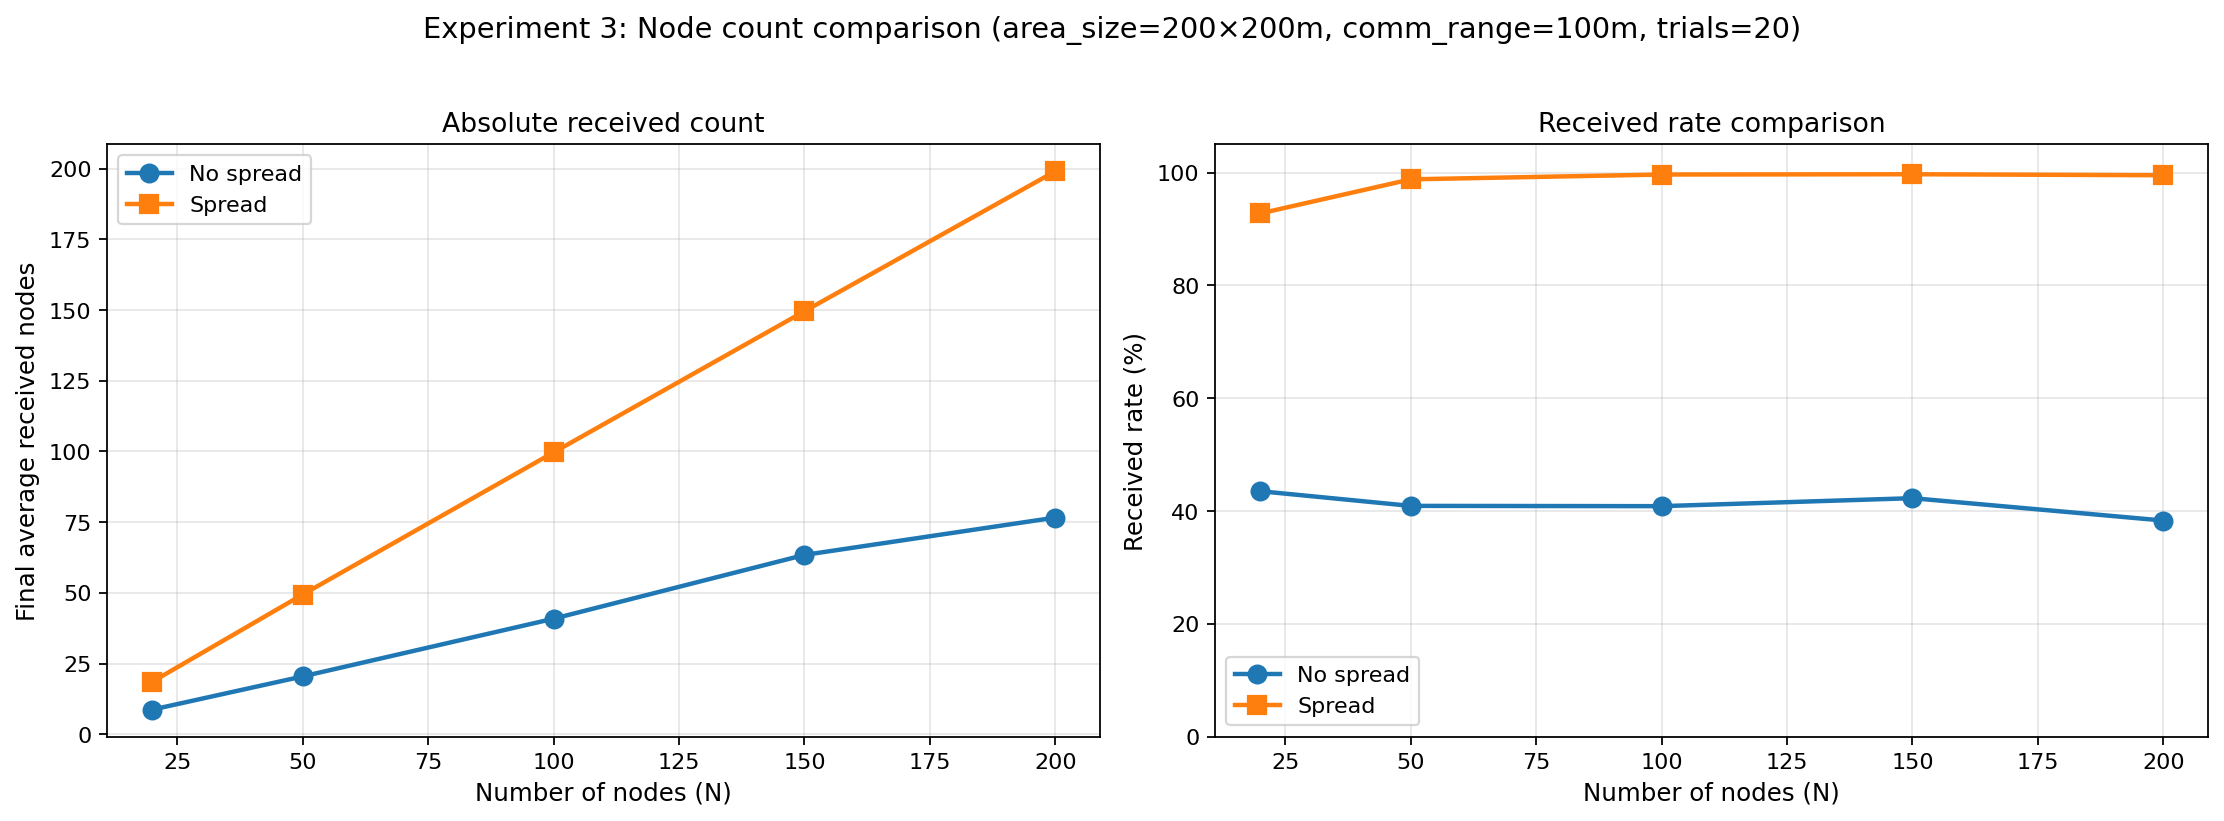 Experiment 3: Node count comparison (area_size=200×200m, comm_range=100m, trials=20)
Absolute received count
Final average received nodes
200
175
150
125
100
75
50
25
0
No spread
Spread
25 50 75 100 125 150 175 200
Number of nodes (N)
Received rate comparison
Received rate (%)
100
80
60
40
20
0
No spread
Spread
25 50 75 100 125 150 175 200
Number of nodes (N)